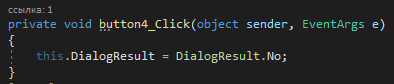 ссылка: 1
private void button4_Click(object sender, EventArgs e)
{
this.DialogResult = DialogResult.No;
}